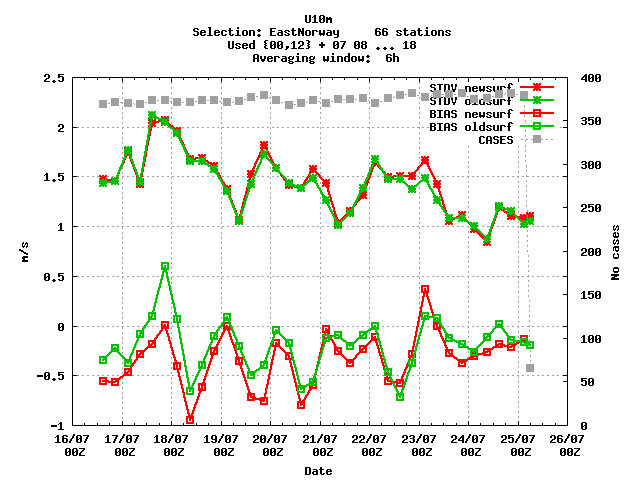 U10m
Selection: EastNorway     66 stations
Used {00,12} + 07 08 ... 18
Averaging window:  6h
STDV newsurf
STDV oldsurf
BIAS newsurf
BIAS oldsurf
CASES
2.5
2
1.5
1
0.5
0
-0.5
-1
m/s
400
350
300
250
200
150
100
50
0
No cases
16/07 17/07 18/07 19/07 20/07 21/07 22/07 23/07 24/07 25/07 26/07
00Z 00Z 00Z 00Z 00Z 00Z 00Z 00Z 00Z 00Z 00Z
Date